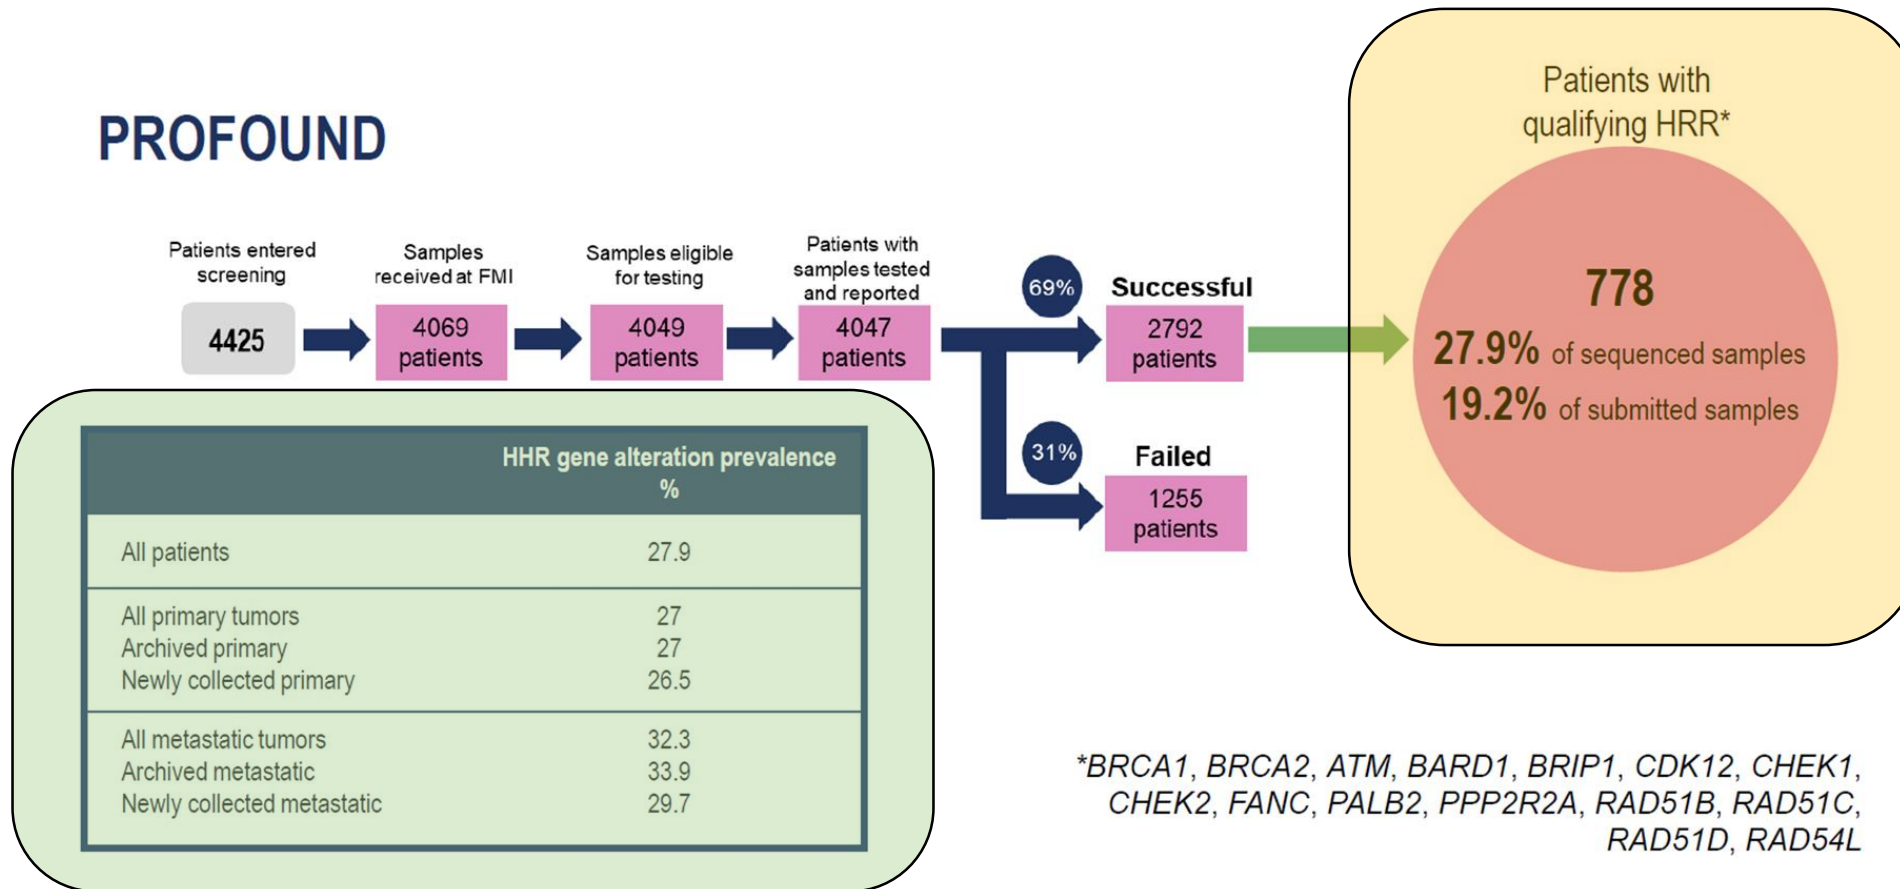 PROFOUND
Patients entered
screening
4425
Samples
received at FMI
4069
patients
Samples eligible
for testing
4049
patients
Patients with
samples tested
and reported
4047
patients
69%
Successful
2792
patients
31%
Failed
1255
patients
Patients with
qualifying HRR*
778
27.9% of sequenced samples
19.2% of submitted samples
HHR gene alteration prevalence
%
All patients 27.9
All primary tumors 27
Archived primary 27
Newly collected primary 26.5
All metastatic tumors 32.3
Archived metastatic 33.9
Newly collected metastatic 29.7
*BRCA1, BRCA2, ATM, BARD1, BRIP1, CDK12, CHEK1,
CHEK2, FANC, PALB2, PPP2R2A, RAD51B, RAD51C,
RAD51D, RAD54L